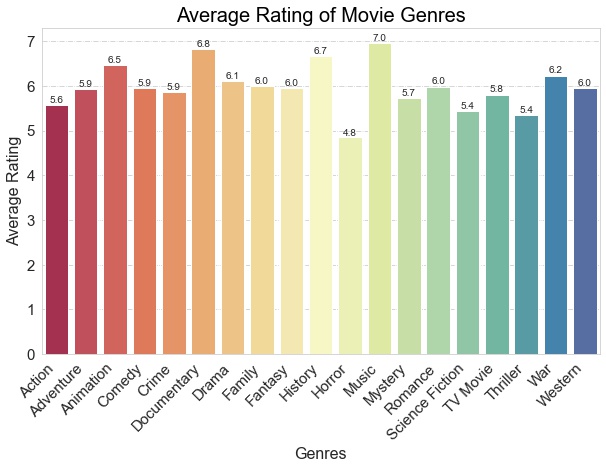 Average Rating of Movie Genres
Average Rating
7
6
5
4
3
2
1
0
5.6
5.9
6.5
5.9
5.9
6.8
6.1
6.0
6.0
6.7
4.8
7.0
5.7
6.0
5.4
5.8
5.4
6.2
6.0
Action
Adventure
Animation
Comedy
Crime
Documentary
Drama
Family
Fantasy
History
Horror
Music
Mystery
Romance
Science Fiction
TV Movie
Thriller
War
Western
Genres